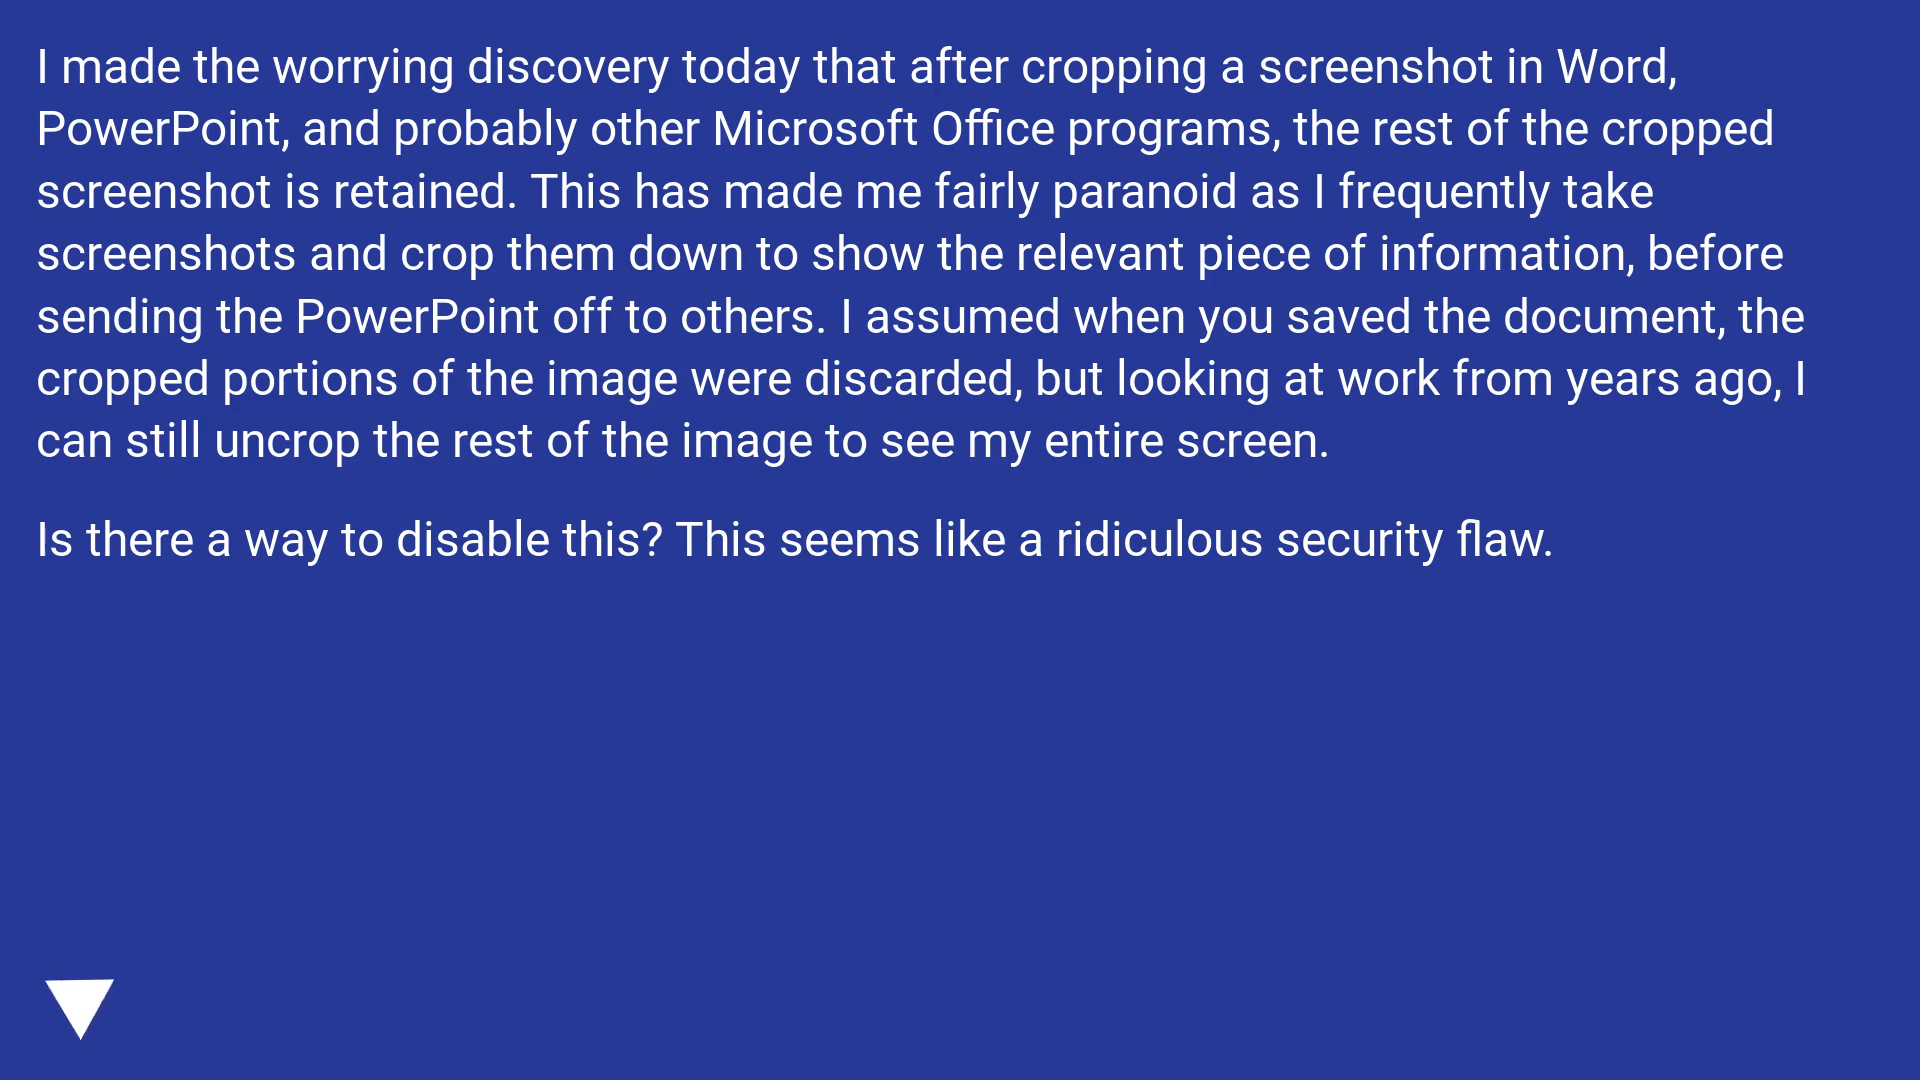 I made the worrying discovery today that after cropping a screenshot in Word,
PowerPoint, and probably other Microsoft Office programs, the rest of the cropped
screenshot is retained. This has made me fairly paranoid as I frequently take
screenshots and crop them down to show the relevant piece of information, before
sending the PowerPoint off to others. I assumed when you saved the document, the
cropped portions of the image were discarded, but looking at work from years ago, I
can still uncrop the rest of the image to see my entire screen.
Is there a way to disable this? This seems like a ridiculous security flaw.